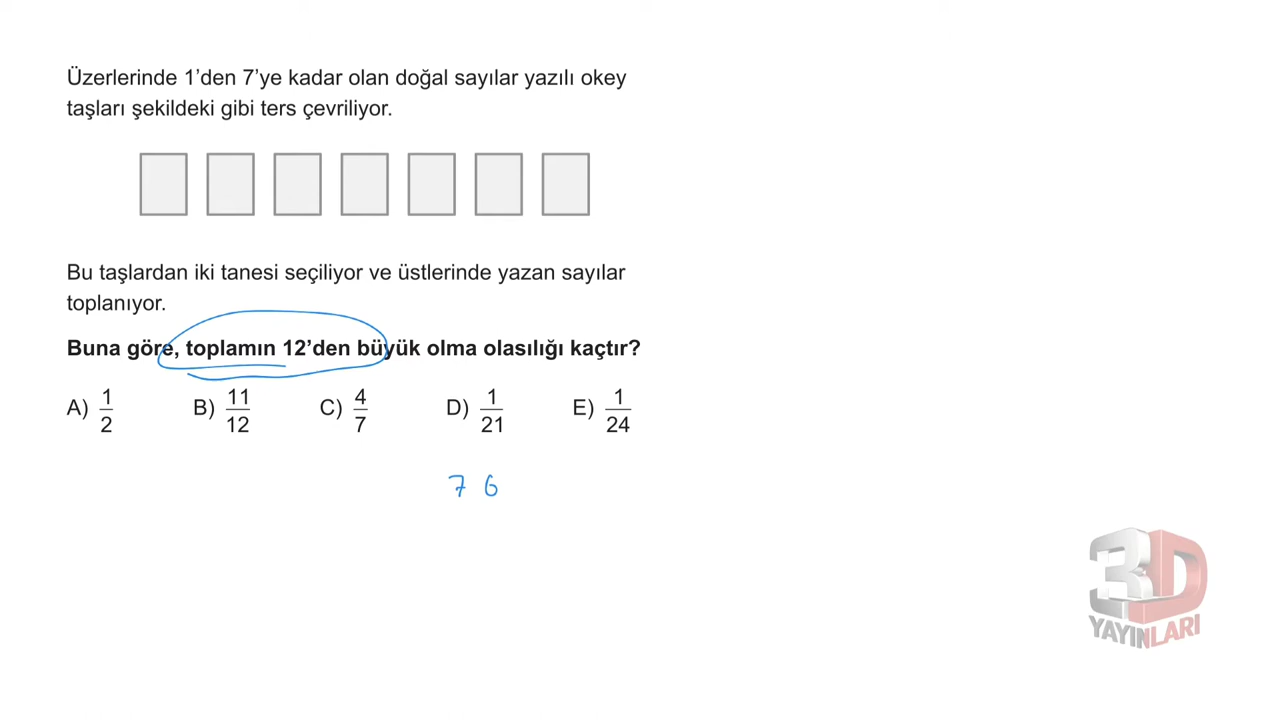 Üzerlerinde 1’den 7’ye kadar olan doğal sayılar yazılı okey
taşları şekildeki gibi ters çevriliyor.
Bu taşlardan iki tanesi seçiliyor ve üstlerinde yazan sayılar
toplanıyor.
Buna göre, toplamın 12’den büyük olma olasılığı kaçtır?
A) 1/2 B) 11/12 C) 4/7 D) 1/21 E) 1/24
7 6
3D
YAYINLARI